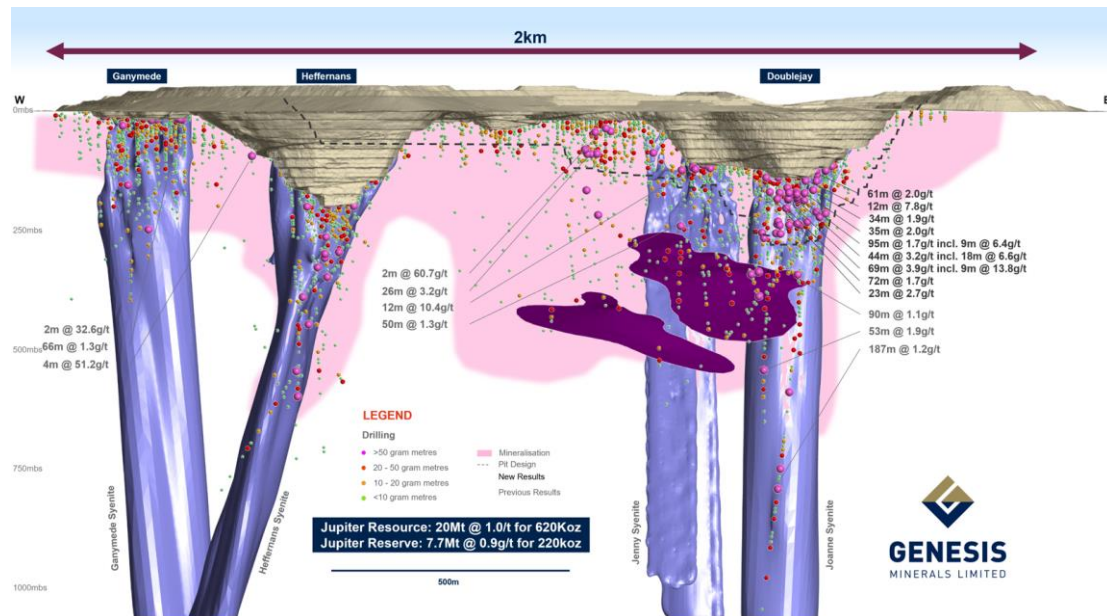 2km
Ganymede
Heffernans
Doublejay
W
E
0mbs
250mbs
500mbs
750mbs
1000mbs
61m @ 2.0g/t
12m @ 7.8g/t
34m @ 1.9g/t
35m @ 2.0g/t
95m @ 1.7g/t incl. 9m @ 6.4g/t
44m @ 3.2g/t incl. 18m @ 6.6g/t
69m @ 3.9g/t incl. 9m @ 13.8g/t
72m @ 1.7g/t
23m @ 2.7g/t
90m @ 1.1g/t
53m @ 1.9g/t
187m @ 1.2g/t
2m @ 60.7g/t
26m @ 3.2g/t
12m @ 10.4g/t
50m @ 1.3g/t
2m @ 32.6g/t
66m @ 1.3g/t
4m @ 51.2g/t
LEGEND
Drilling
>50 gram metres
20 - 50 gram metres
10 - 20 gram metres
<10 gram metres
Mineralisation
Pit Design
New Results
Previous Results
Jupiter Resource: 20Mt @ 1.0/t for 620Koz
Jupiter Reserve: 7.7Mt @ 0.9g/t for 220koz
500m
Ganymede Syenite
Heffernans Syenite
Jenny Syenite
Joanne Syenite
GENESIS
MINERALS LIMITED